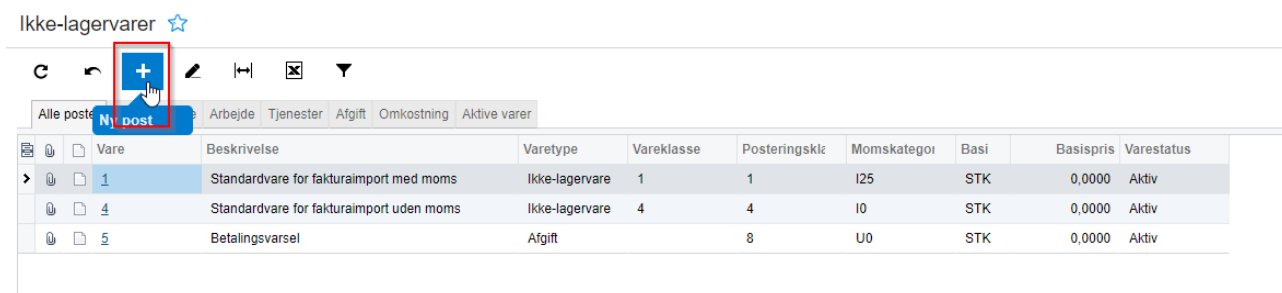 Ikke-lagervarer
Alle poste Arbejde Tjenester Afgift Omkostning Aktive varer
Ny post
Vare Beskrivelse Varetype Vareklasse Posteringskla Momskategor Basi Basispris Varestatus
1 Standardvare for fakturaimport med moms Ikke-lagervare 1 1 I25 STK 0,0000 Aktiv
4 Standardvare for fakturaimport uden moms Ikke-lagervare 4 4 I0 STK 0,0000 Aktiv
5 Betalingsvarsel Afgift 8 U0 STK 0,0000 Aktiv